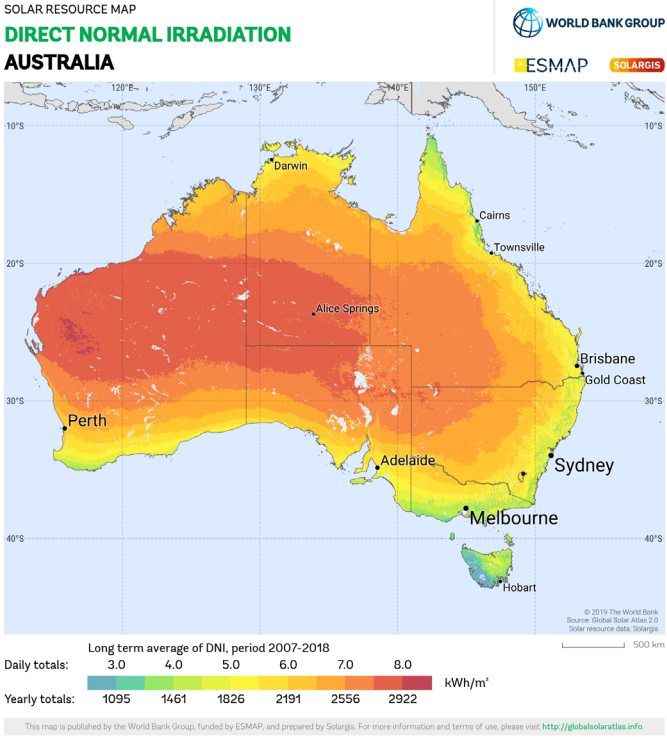 SOLAR RESOURCE MAP
DIRECT NORMAL IRRADIATION
AUSTRALIA
WORLD BANK GROUP
ESMAP
SOLARGIS
120°E
130°E
140°E
150°E
10°S
10°S
Darwin
Cairns
Townsville
20°S
20°S
Alice Springs
Brisbane
Gold Coast
30°S
30°S
Perth
Adelaide
Sydney
Melbourne
40°S
40°S
Hobart
© 2019 The World Bank
Source: Global Solar Atlas 2.0
Solar resource data: Solargis
500 km
Long term average of DNI, period 2007-2018
Daily totals: 3.0 4.0 5.0 6.0 7.0 8.0
kWh/m²
Yearly totals: 1095 1461 1826 2191 2556 2922
This map is published by the World Bank Group, funded by ESMAP, and prepared by Solargis. For more information and terms of use, please visit http://globalsolaratlas.info.